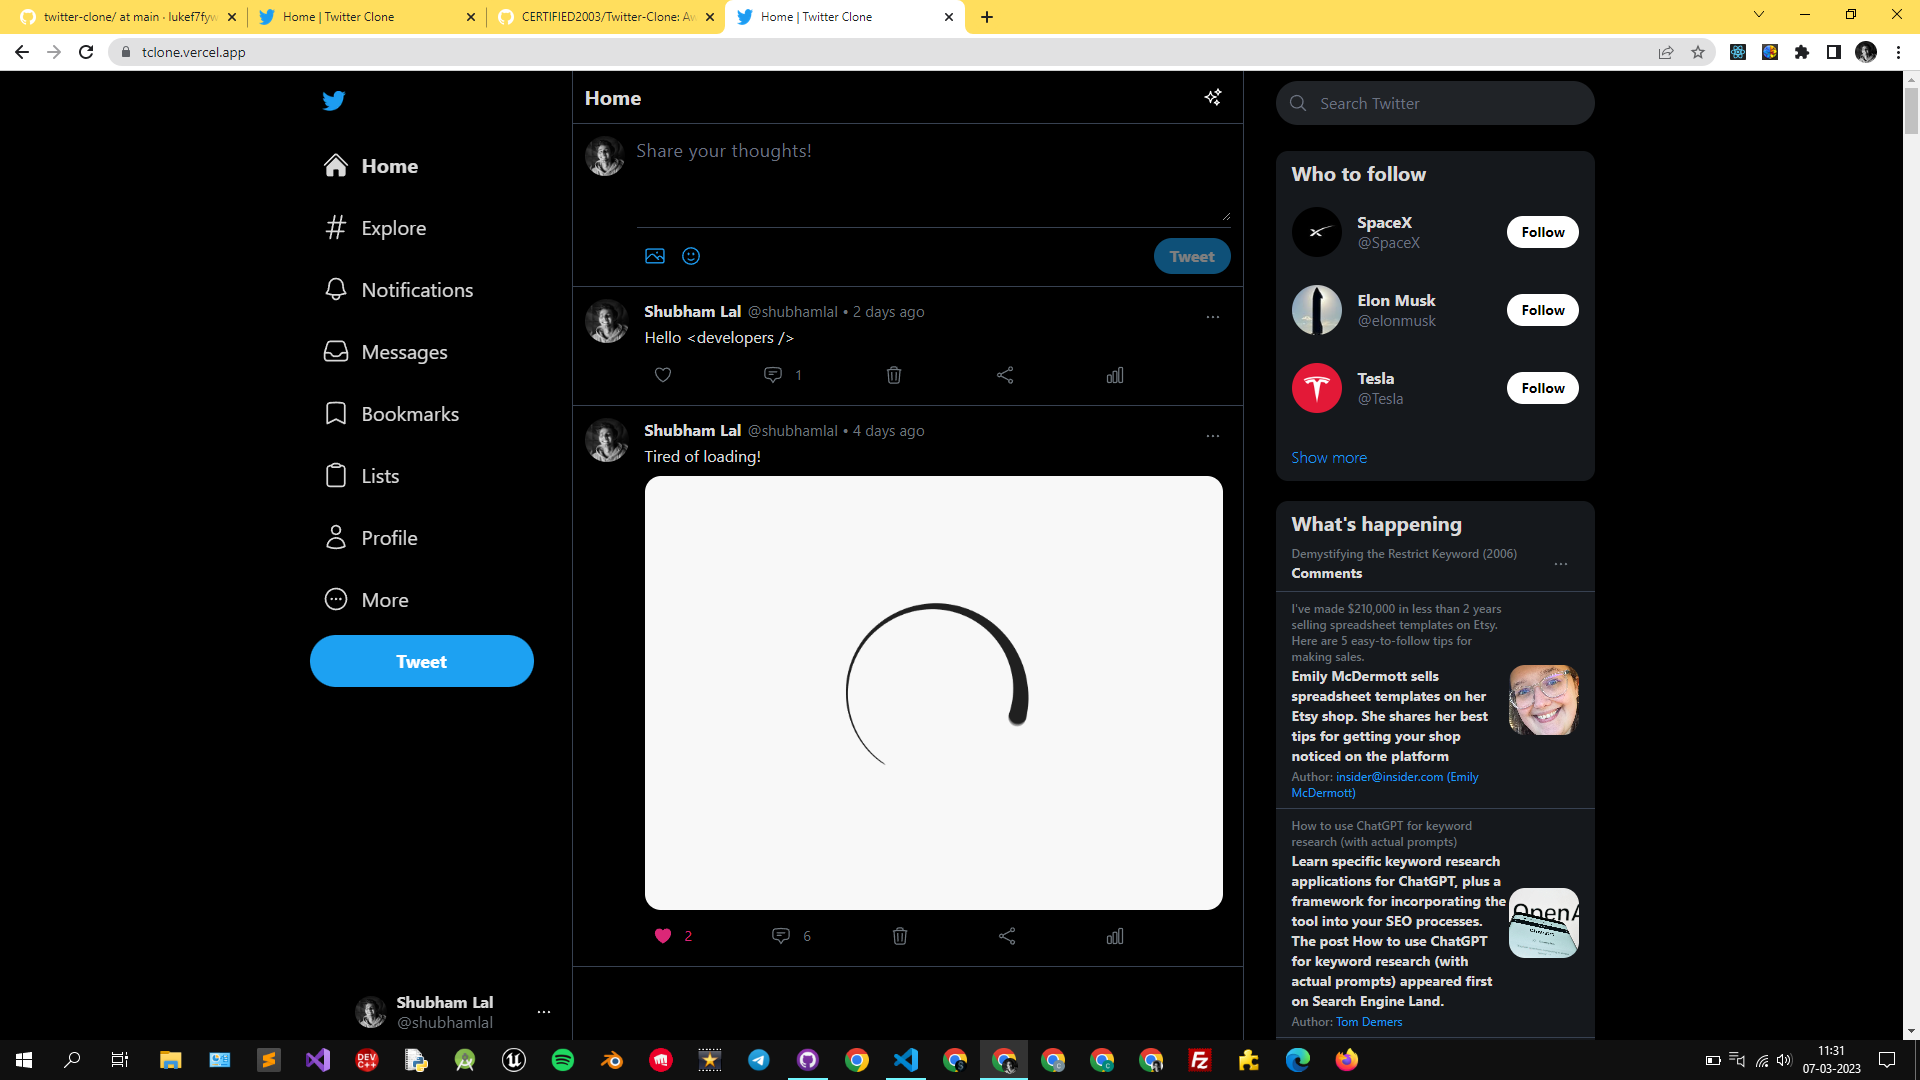 twitter-clone/ at main · lukef7fyw
Home | Twitter Clone
CERTIFIED2003/Twitter-Clone: Aw
Home | Twitter Clone
tclone.vercel.app
Home
Explore
Notifications
Messages
Bookmarks
Lists
Profile
More
Tweet
Shubham Lal
@shubhamlal
Home
Share your thoughts!
Tweet
Shubham Lal @shubhamlal • 2 days ago
Hello <developers />
1
Shubham Lal @shubhamlal • 4 days ago
Tired of loading!
2
6
Search Twitter
Who to follow
SpaceX
@SpaceX
Follow
Elon Musk
@elonmusk
Follow
Tesla
@Tesla
Follow
Show more
What's happening
Demystifying the Restrict Keyword (2006)
Comments
I've made $210,000 in less than 2 years
selling spreadsheet templates on Etsy.
Here are 5 easy-to-follow tips for
making sales.
Emily McDermott sells
spreadsheet templates on her
Etsy shop. She shares her best
tips for getting your shop
noticed on the platform
Author: insider@insider.com (Emily
McDermott)
How to use ChatGPT for keyword
research (with actual prompts)
Learn specific keyword research
applications for ChatGPT, plus a
framework for incorporating the
tool into your SEO processes.
The post How to use ChatGPT
for keyword research (with
actual prompts) appeared first
on Search Engine Land.
Author: Tom Demers
OpenA
DEV
C++
11:31
07-03-2023